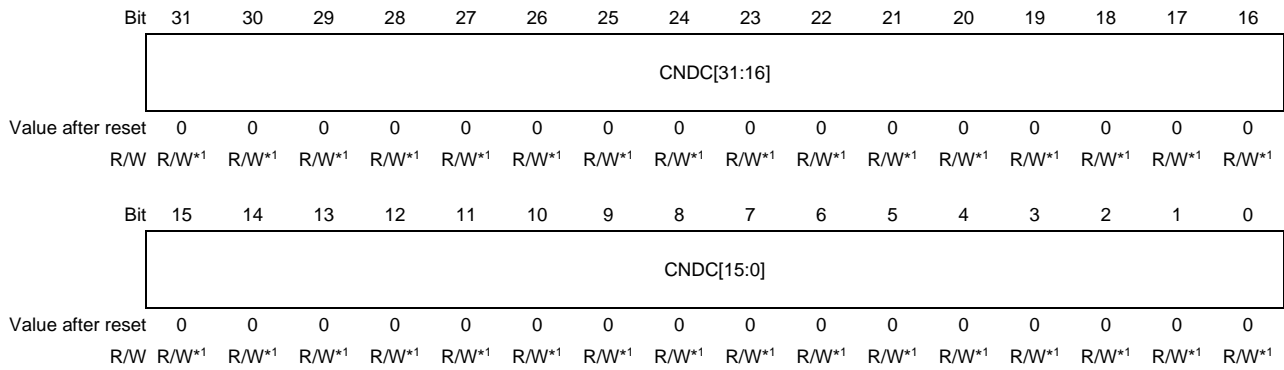 Bit 31 30 29 28 27 26 25 24 23 22 21 20 19 18 17 16
CNDC[31:16]
Value after reset 0 0 0 0 0 0 0 0 0 0 0 0 0 0 0 0
R/W R/W*1 R/W*1 R/W*1 R/W*1 R/W*1 R/W*1 R/W*1 R/W*1 R/W*1 R/W*1 R/W*1 R/W*1 R/W*1 R/W*1 R/W*1 R/W*1
Bit 15 14 13 12 11 10 9 8 7 6 5 4 3 2 1 0
CNDC[15:0]
Value after reset 0 0 0 0 0 0 0 0 0 0 0 0 0 0 0 0
R/W R/W*1 R/W*1 R/W*1 R/W*1 R/W*1 R/W*1 R/W*1 R/W*1 R/W*1 R/W*1 R/W*1 R/W*1 R/W*1 R/W*1 R/W*1 R/W*1